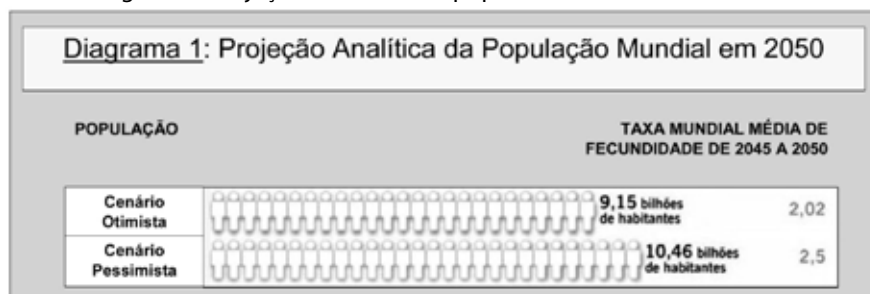 Diagrama 1: Projeção Analítica da População Mundial em 2050
POPULAÇÃO
TAXA MUNDIAL MÉDIA DE
FECUNDIDADE DE 2045 A 2050
Cenário
Otimista
9,15 bilhões
de habitantes
2,02
Cenário
Pessimista
10,46 bilhões
de habitantes
2,5